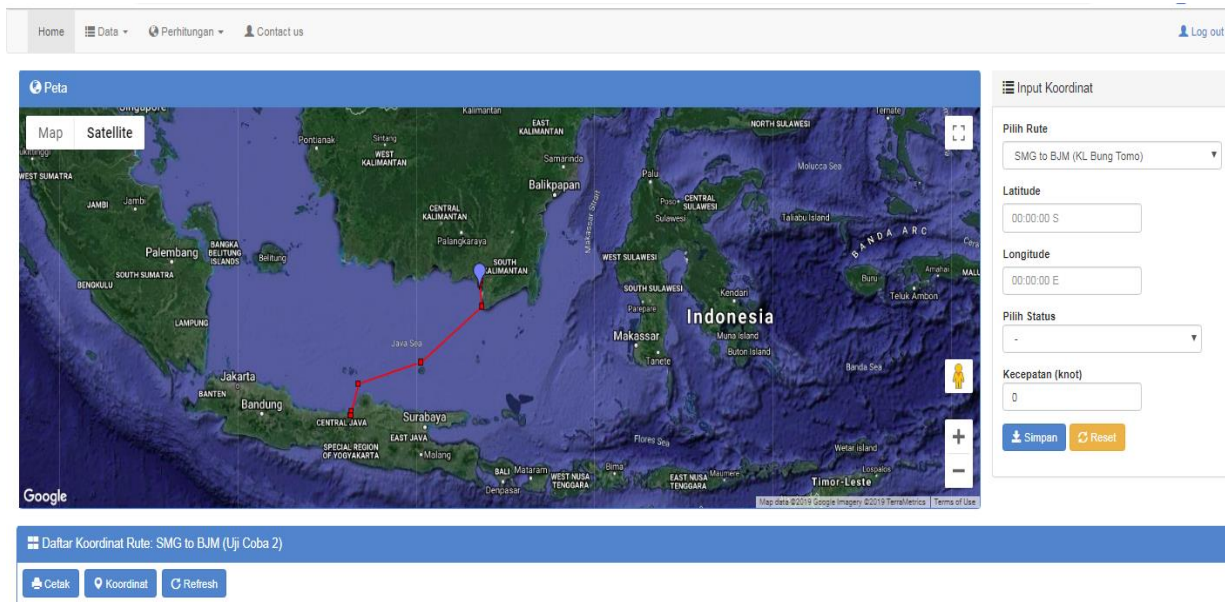 Home Data Perhitungan Contact us Log out
Peta
Map Satellite
Singapore
Kalimantan
EAST KALIMANTAN
NORTH SULAWESI
Ternate
Pontianak
Sintang
WEST KALIMANTAN
Samarinda
Molucca Sea
WEST SUMATRA
JAMBI
Jambi
Balikpapan
Palu
Poso
CENTRAL SULAWESI
Sulawesi
Taliabu Island
CENTRAL KALIMANTAN
Makassar Strait
BANDA ARC
Palembang
BANGKA BELITUNG ISLANDS
Belitung
Palangkaraya
WEST SULAWESI
SOUTH SUMATRA
BENGKULU
SOUTH KALIMANTAN
SOUTH SULAWESI
Kendari
Buru
Amahai
Teluk Ambon
Parepare
Indonesia
LAMPUNG
Java Sea
Makassar
Muna Island
Buton Island
Tanete
Banda Sea
Jakarta
BANTEN
Bandung
CENTRAL JAVA
Surabaya
SPECIAL REGION OF YOGYAKARTA
EAST JAVA
Malang
Flores Sea
Wetar Island
BALI
Mataram
Denpasar
WEST NUSA TENGGARA
Bima
EAST NUSA TENGGARA
Maumere
Lospalos
Timor-Leste
Google
Map data ©2019 Google Imagery ©2019 TerraMetrics Terms of Use
Input Koordinat
Pilih Rute
SMG to BJM (KL Bung Tomo)
Latitude
00:00:00 S
Longitude
00:00:00 E
Pilih Status
-
Kecepatan (knot)
0
Simpan Reset
Daftar Koordinat Rute: SMG to BJM (Uji Coba 2)
Cetak Koordinat Refresh